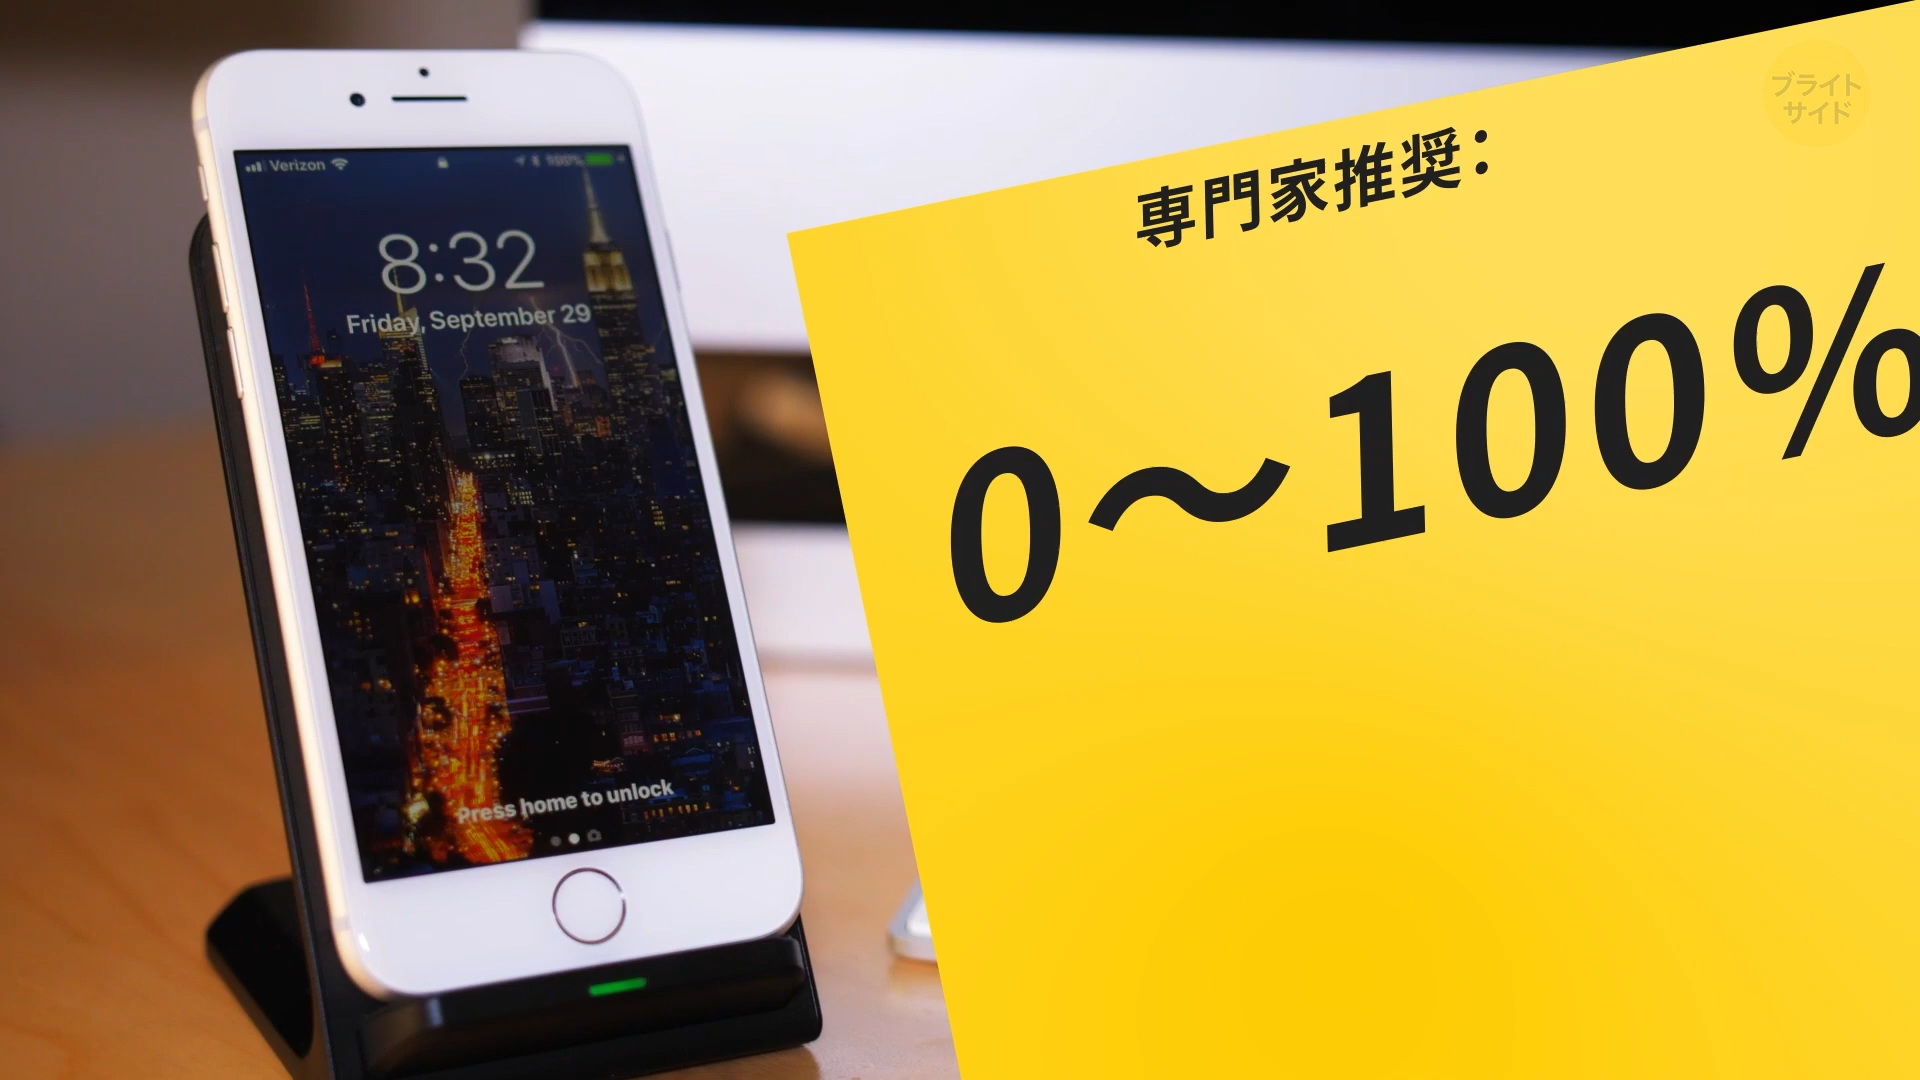 Verizon
100%
8:32
Friday, September 29
Press home to unlock
専門家推奨：
0～100%
ブライト
サイド